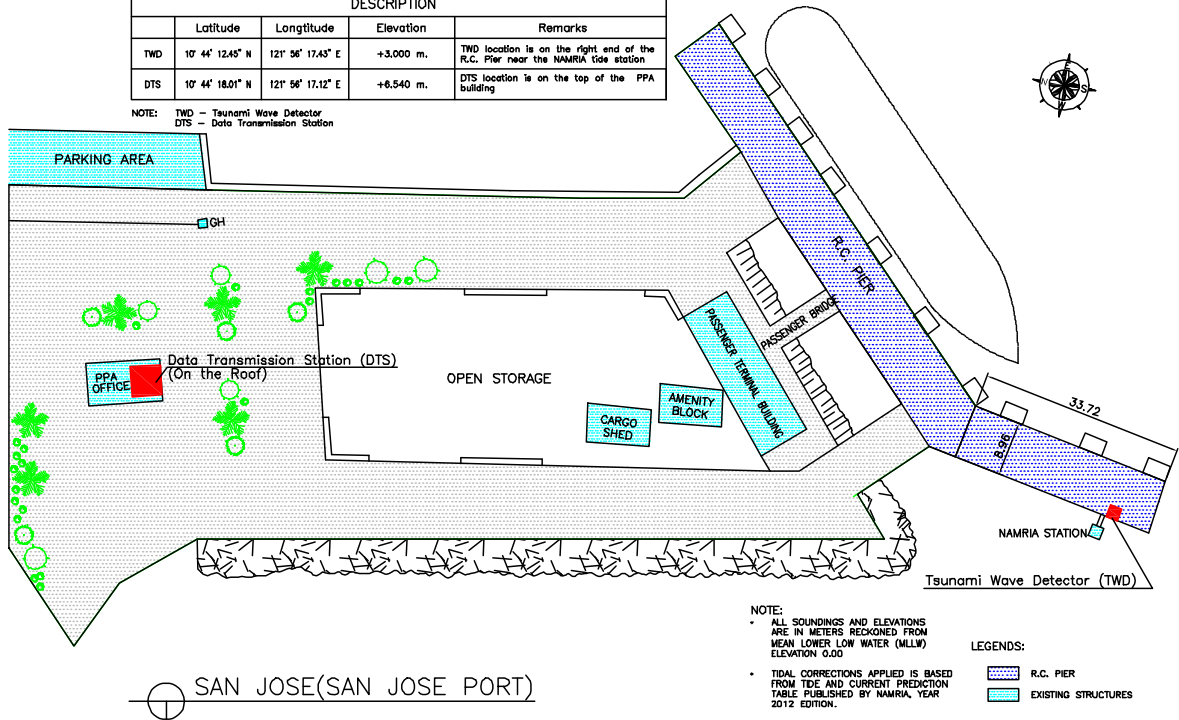 DESCRIPTION
Latitude Longtitude Elevation Remarks
TWD 10° 44' 12.45" N 121° 56' 17.43" E +3.000 m. TWD location is on the right end of the
R.C. Pier near the NAMRIA tide station
DTS 10° 44' 18.01" N 121° 56' 17.12" E +6.540 m. DTS location is on the top of the PPA
building
NOTE: TWD – Tsunami Wave Detector
DTS – Data Transmission Station
N E S W
PARKING AREA
GH
R.C. PIER
PASSENGER BRIDGE
PASSENGER TERMINAL BUILDING
Data Transmission Station (DTS)
(On the Roof)
PPA
OFFICE
OPEN STORAGE
AMENITY
BLOCK
CARGO
SHED
33.72
8.96
NAMRIA STATION
Tsunami Wave Detector (TWD)
NOTE:
* ALL SOUNDINGS AND ELEVATIONS
ARE IN METERS RECKONED FROM
MEAN LOWER LOW WATER (MLLW)
ELEVATION 0.00
* TIDAL CORRECTIONS APPLIED IS BASED
FROM TIDE AND CURRENT PREDICTION
TABLE PUBLISHED BY NAMRIA, YEAR
2012 EDITION.
LEGENDS:
R.C. PIER
EXISTING STRUCTURES
SAN JOSE(SAN JOSE PORT)